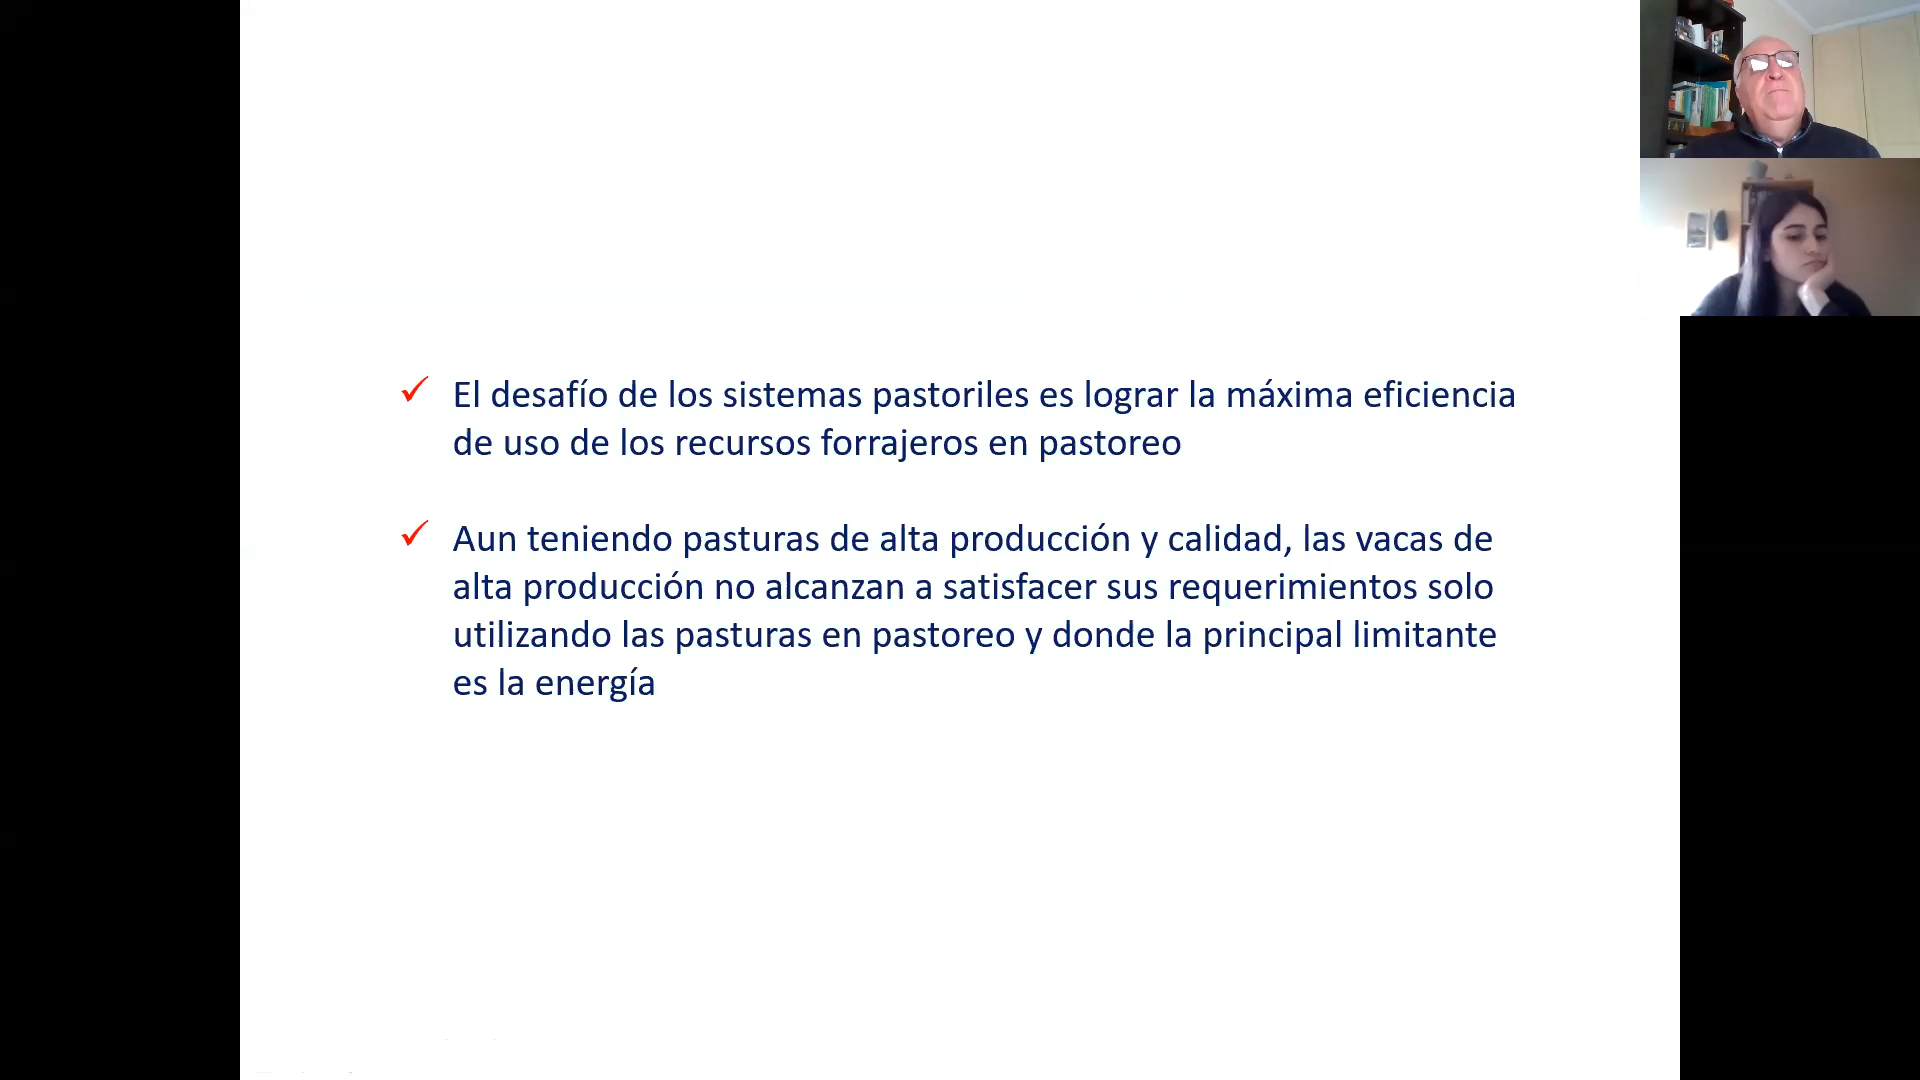 El desafío de los sistemas pastoriles es lograr la máxima eficiencia
de uso de los recursos forrajeros en pastoreo
Aun teniendo pasturas de alta producción y calidad, las vacas de
alta producción no alcanzan a satisfacer sus requerimientos solo
utilizando las pasturas en pastoreo y donde la principal limitante
es la energía